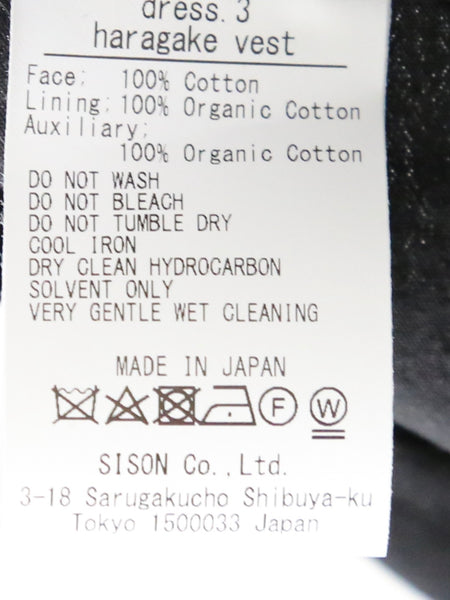 dress. 3
haragake vest
Face: 100% Cotton
Lining: 100% Organic Cotton
Auxiliary;
100% Organic Cotton
DO NOT WASH
DO NOT BLEACH
DO NOT TUMBLE DRY
COOL IRON
DRY CLEAN HYDROCARBON
SOLVENT ONLY
VERY GENTLE WET CLEANING
MADE IN JAPAN
F W
SISON Co.,Ltd.
3-18 Sarugakucho Shibuya-ku
Tokyo 1500033 Japan